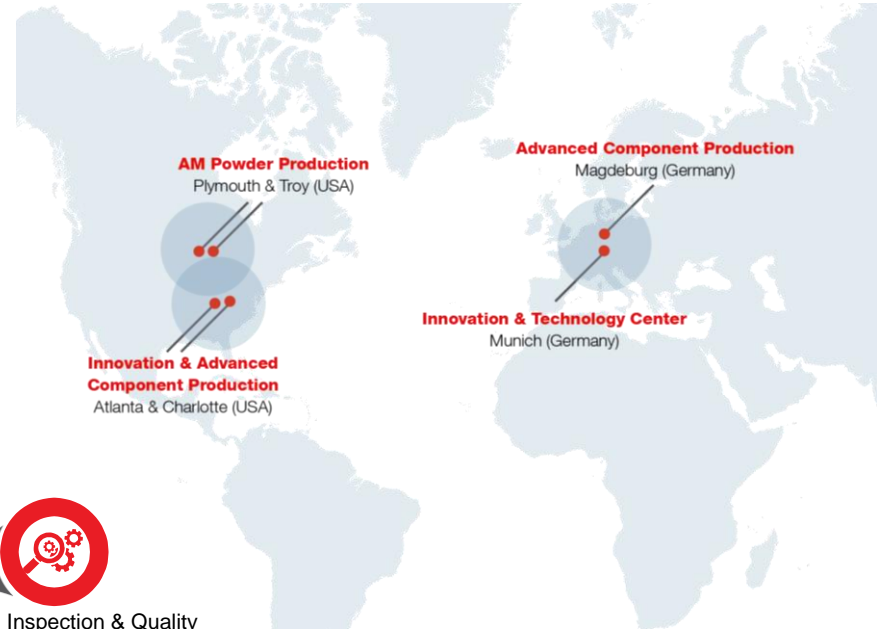 AM Powder Production
Plymouth & Troy (USA)
Advanced Component Production
Magdeburg (Germany)
Innovation & Technology Center
Munich (Germany)
Innovation & Advanced
Component Production
Atlanta & Charlotte (USA)
Inspection & Quality